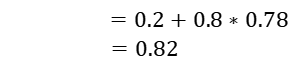 = 0.2 + 0.8 ∗ 0.78
= 0.82